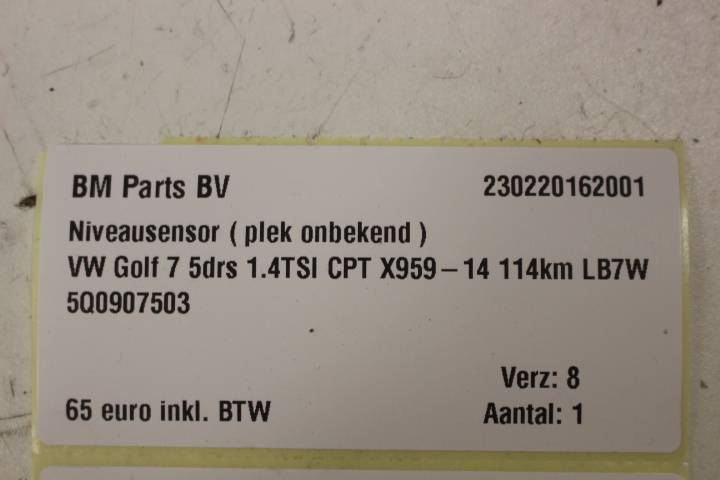 BM Parts BV 230220162001
Niveausensor ( plek onbekend )
VW Golf 7 5drs 1.4TSI CPT X959-14 114km LB7W
5Q0907503
Verz: 8
65 euro inkl. BTW Aantal: 1